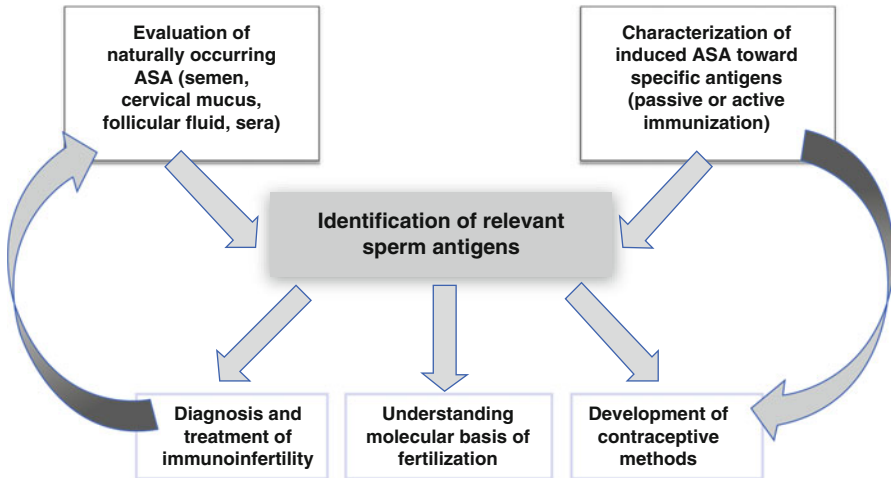 Evaluation of
naturally occurring
ASA (semen,
cervical mucus,
follicular fluid, sera)
Characterization of
induced ASA toward
specific antigens
(passive or active
immunization)
Identification of relevant
sperm antigens
Diagnosis and
treatment of
immunoinfertility
Understanding
molecular basis of
fertilization
Development of
contraceptive
methods